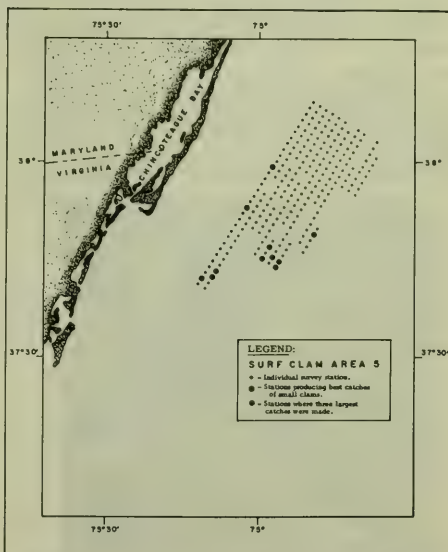 75°30'
75°
CHINCOTEAGUE BAY
MARYLAND
38°
38°
VIRGINIA
37°30'
37°30'
LEGEND:
SURF CLAM AREA 5
- Individual survey station.
- Stations producing best catches
of small clams.
- Stations where three largest
catches were made.
75°30'
75°